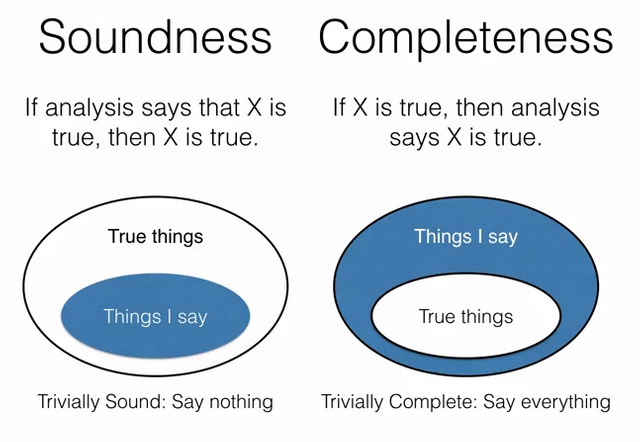 Soundness
If analysis says that X is
true, then X is true.
True things
Things I say
Trivially Sound: Say nothing
Completeness
If X is true, then analysis
says X is true.
Things I say
True things
Trivially Complete: Say everything